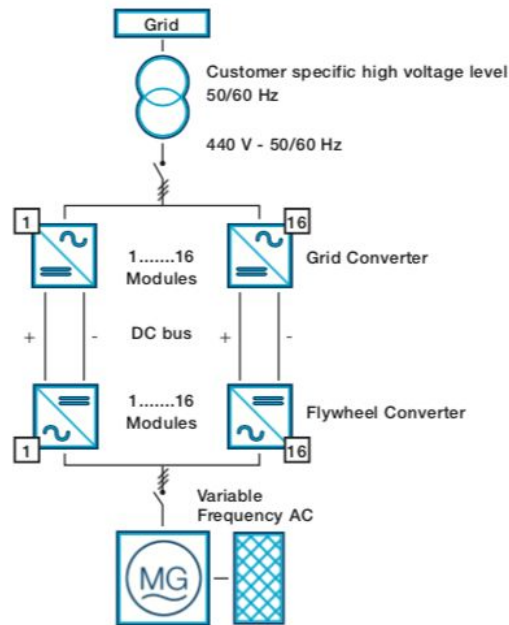 Grid
Customer specific high voltage level
50/60 Hz
440 V - 50/60 Hz
1
16
1.......16
Modules
Grid Converter
+
-
DC bus
+
-
1.......16
Modules
Flywheel Converter
1
16
Variable
Frequency AC
MG